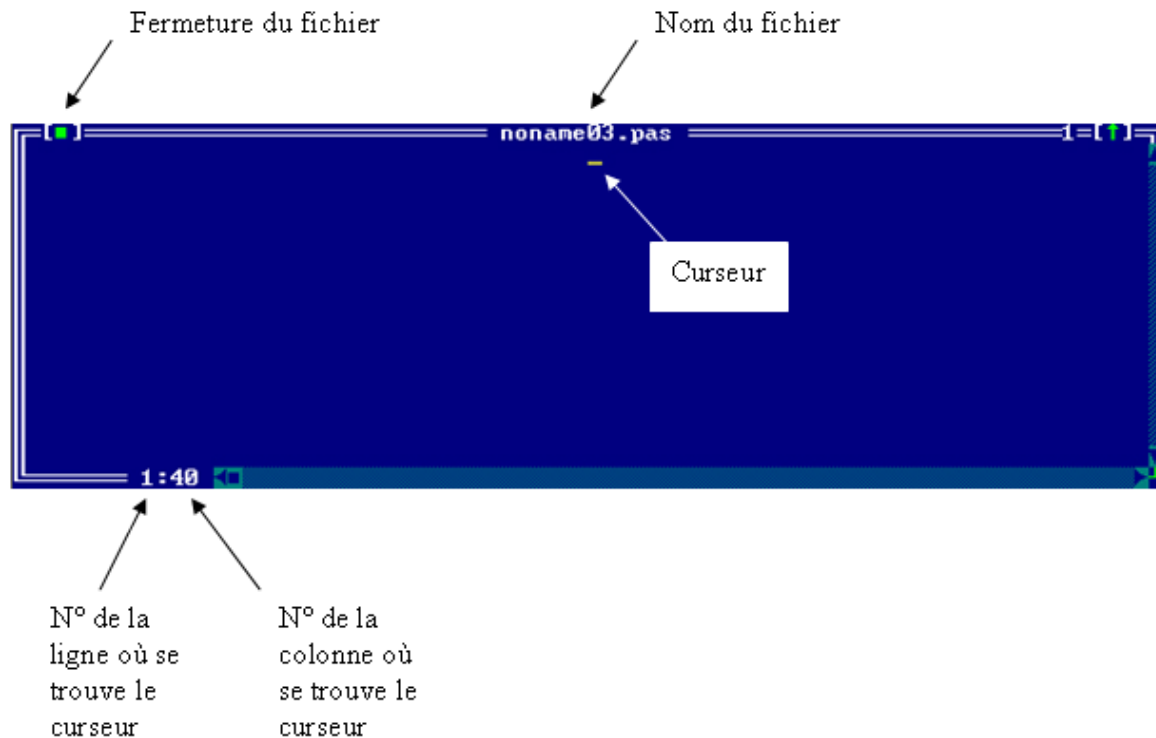 Fermeture du fichier
Nom du fichier
[■] noname03.pas 1=[↑]
Curseur
1:40
N° de la
ligne où se
trouve le
curseur
N° de la
colonne où
se trouve le
curseur